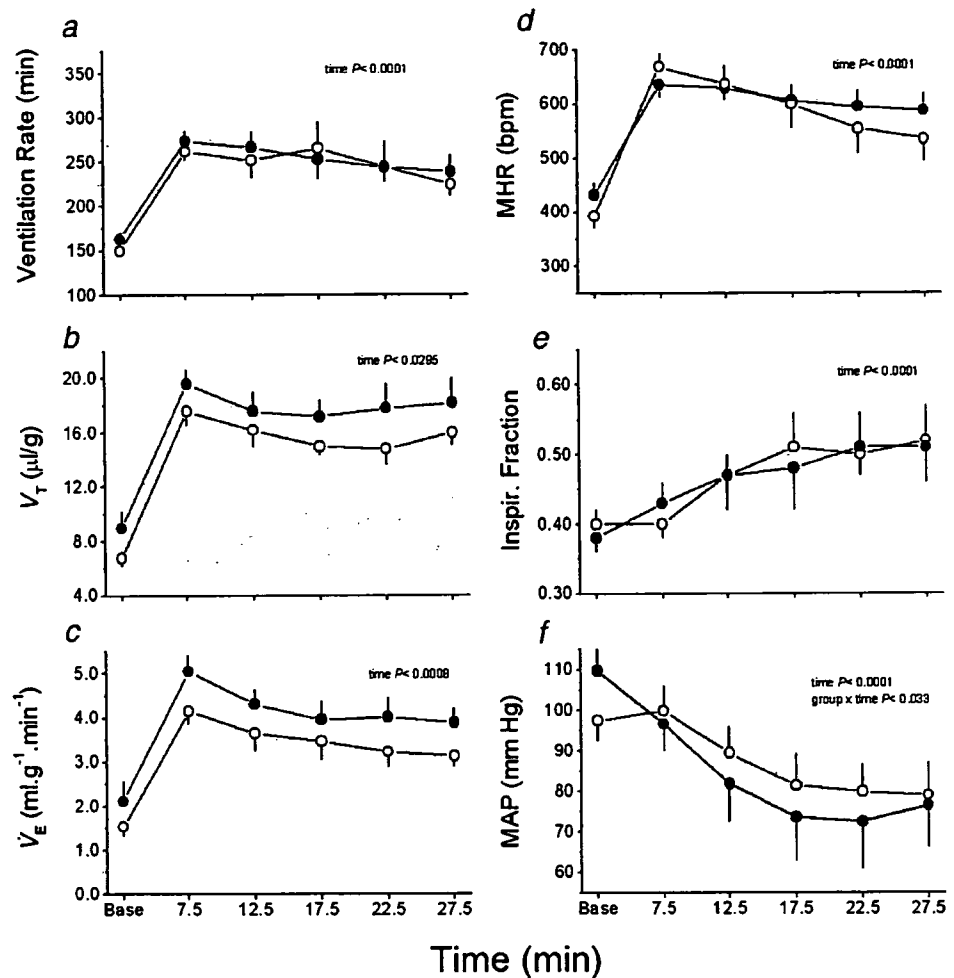 a
Ventilation Rate (min)
350
300
250
200
150
100
time P< 0.0001
b
V_T (µl/g)
20.0
16.0
12.0
8.0
4.0
time P< 0.0295
c
V̇_E (ml.g⁻¹.min⁻¹)
5.0
4.0
3.0
2.0
1.0
0.0
time P< 0.0008
Base 7.5 12.5 17.5 22.5 27.5
d
MHR (bpm)
700
600
500
400
300
time P< 0.0001
e
Inspir. Fraction
0.60
0.50
0.40
0.30
time P< 0.0001
f
MAP (mm Hg)
110
100
90
80
70
60
time P< 0.0001
group x time P< 0.033
Base 7.5 12.5 17.5 22.5 27.5
Time (min)